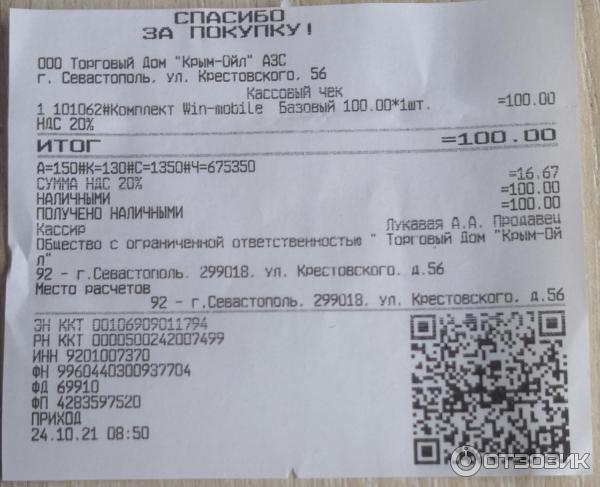 СПАСИБО
ЗА ПОКУПКУ!
ООО Торговый Дом "Крым-Ойл" АЗС
г. Севастополь, ул. Крестовского, 56
Кассовый чек
1 101062#Комплект Win-mobile Базовый 100.00*1шт. =100.00
НДС 20%
ИТОГ =100.00
А=150#К=130#С=1350#Ч=675350
СУММА НДС 20% =16.67
НАЛИЧНЫМИ =100.00
ПОЛУЧЕНО НАЛИЧНЫМИ =100.00
Кассир Лукавая А.А. Продавец
Общество с ограниченной ответственностью " Торговый Дом "Крым-Ой
л"
92 - г.Севастополь, 299018, ул. Крестовского, д.56
Место расчетов
92 - г.Севастополь, 299018, ул. Крестовского, д.56
ЗН ККТ 00106909011794
РН ККТ 0000500242007499
ИНН 9201007370
ФН 9960440300937704
ФД 69910
ФП 4283597520
ПРИХОД
24.10.21 08:50
ОТЗОВИК